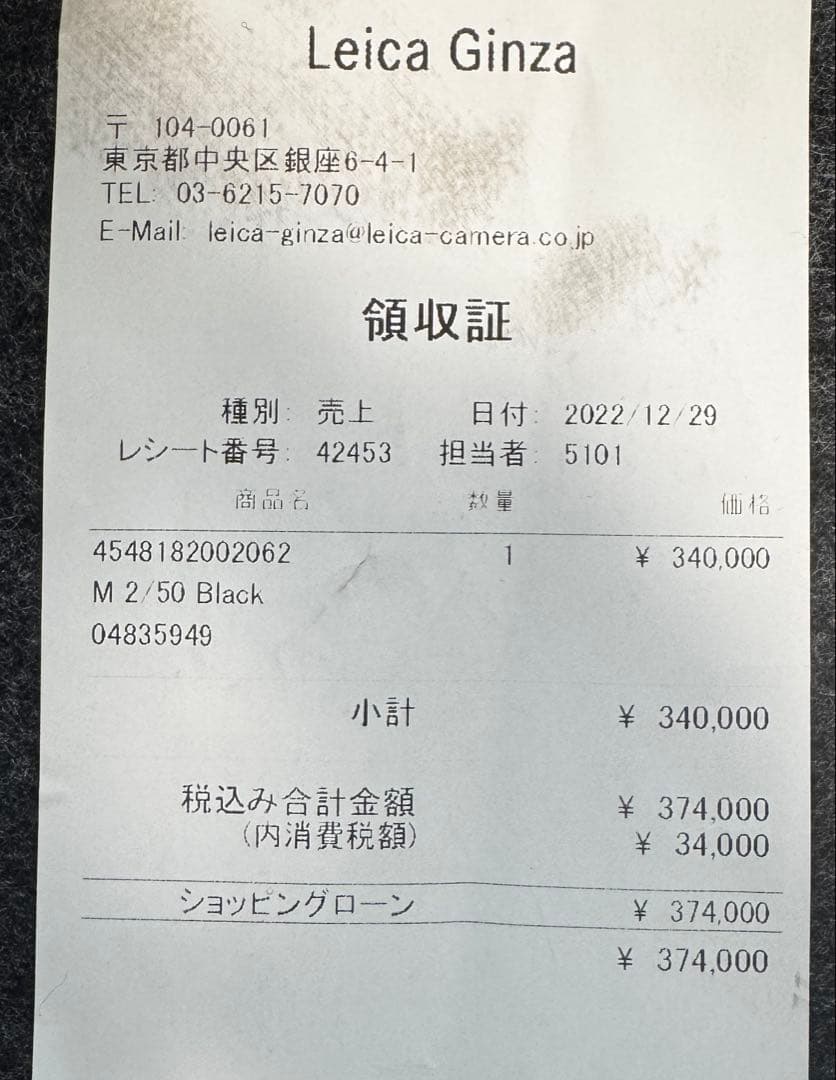 Leica Ginza
〒 104-0061
東京都中央区銀座6-4-1
TEL: 03-6215-7070
E-Mail: leica-ginza@leica-camera.co.jp
領収証
種別: 売上 日付: 2022/12/29
レシート番号: 42453 担当者: 5101
商品名 数量 価格
4548182002062 1 ¥ 340,000
M 2/50 Black
04835949
小計 ¥ 340,000
税込み合計金額 ¥ 374,000
(内消費税額) ¥ 34,000
ショッピングローン ¥ 374,000
¥ 374,000